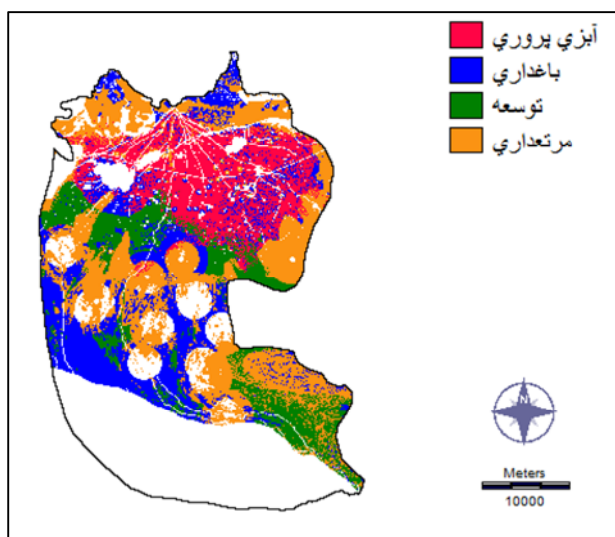 آبزي پروري
باغداري
توسعه
مرتعداري
N
Meters
10000